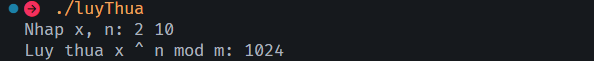 ./luyThua
Nhap x, n: 2 10
Luy thua x ^ n mod m: 1024